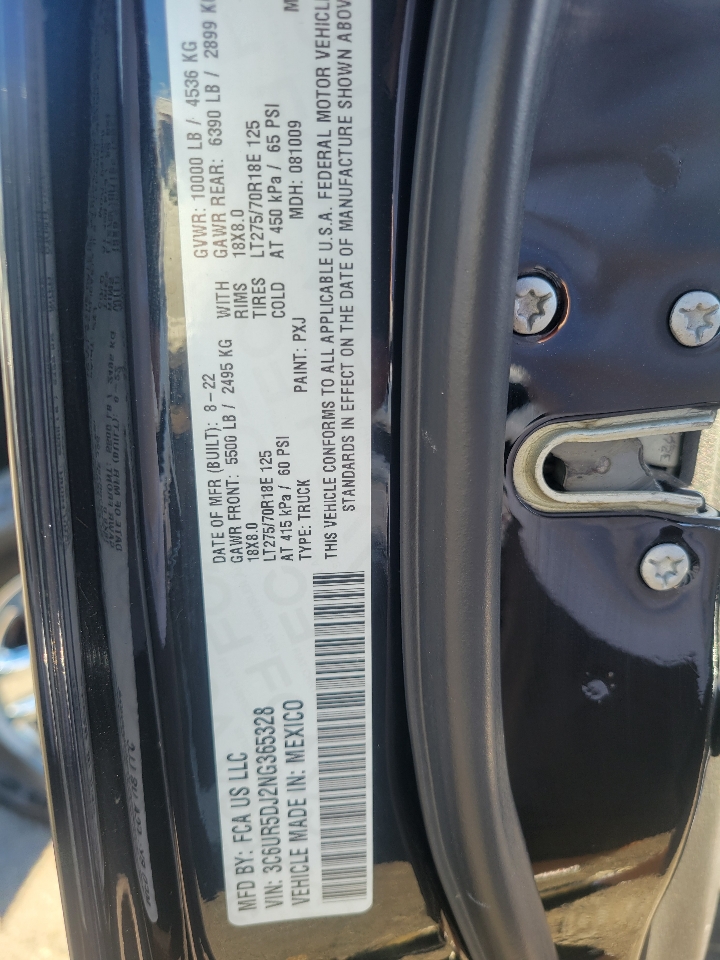 MFD BY: FCA US LLC
VIN: 3C6UR5DJ2NG365328
VEHICLE MADE IN: MEXICO
DATE OF MFR (BUILT): 8-22
GAWR FRONT: 5500 LB / 2495 KG
18X8.0
LT275/70R18E 125
AT 415 kPa / 60 PSI
TYPE: TRUCK
PAINT: PXJ
WITH
RIMS
TIRES
COLD
GVWR: 10000 LB / 4536 KG
GAWR REAR: 6390 LB / 2899 K
18X8.0
LT275/70R18E 125
AT 450 kPa / 65 PSI
MDH: 081009
THIS VEHICLE CONFORMS TO ALL APPLICABLE U.S.A. FEDERAL MOTOR VEHICL
STANDARDS IN EFFECT ON THE DATE OF MANUFACTURE SHOWN ABOV